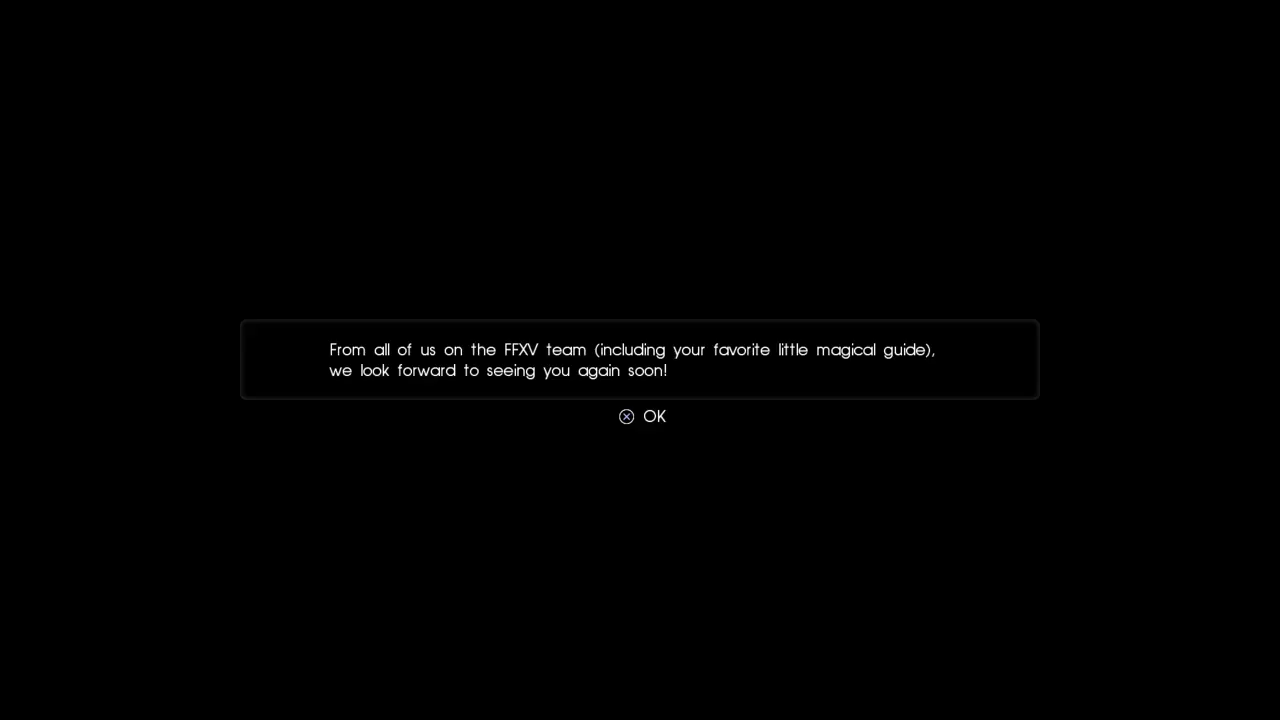 From all of us on the FFXV team (including your favorite little magical guide),
we look forward to seeing you again soon!
OK